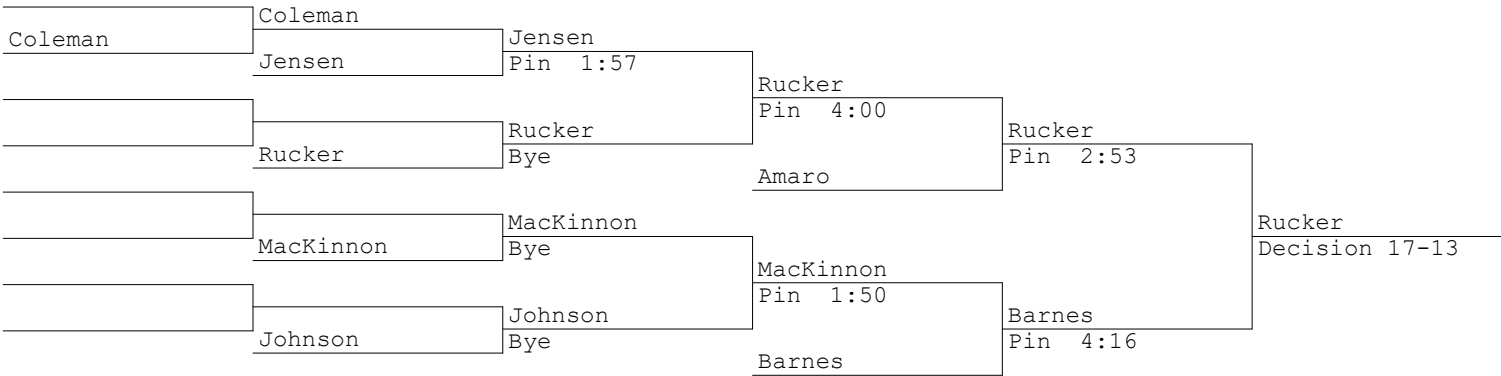 Coleman
Coleman
Jensen
Jensen
Pin 1:57
Rucker
Pin 4:00
Rucker
Rucker
Bye
Rucker
Pin 2:53
Amaro
MacKinnon
MacKinnon
Bye
Rucker
Decision 17-13
MacKinnon
Pin 1:50
Johnson
Johnson
Bye
Barnes
Pin 4:16
Barnes